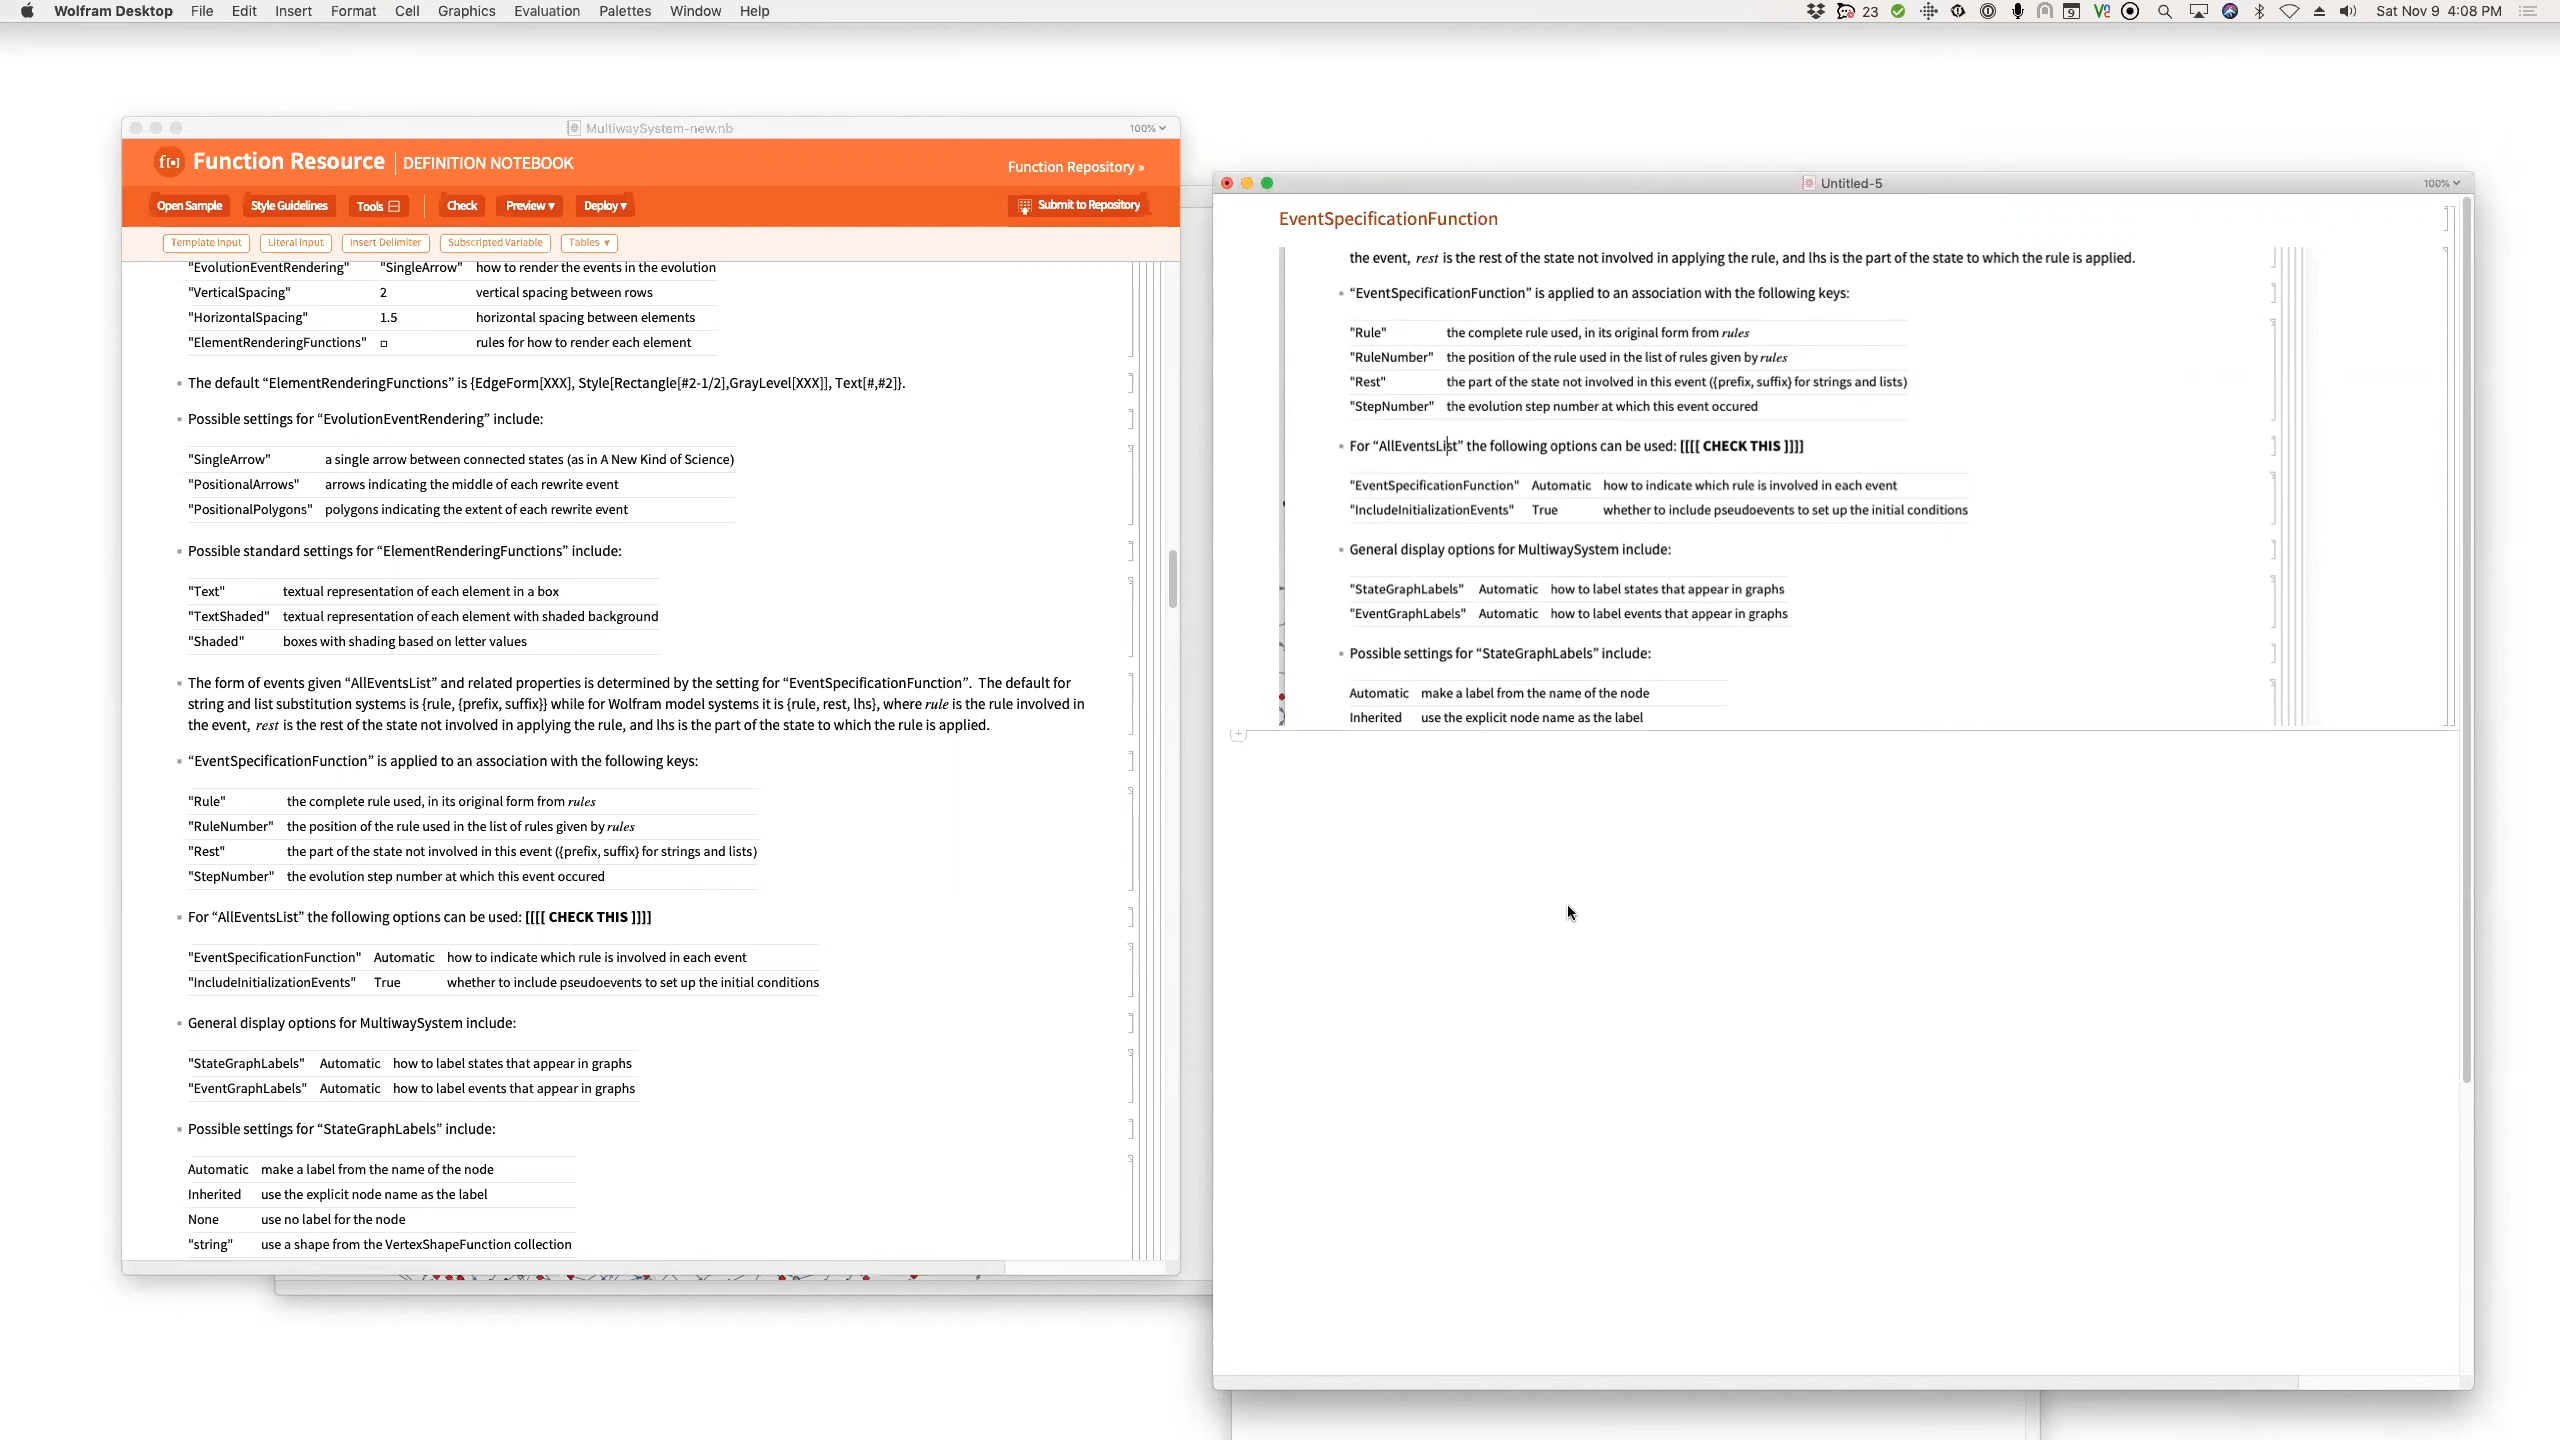 Wolfram Desktop File Edit Insert Format Cell Graphics Evaluation Palettes Window Help
23 9 Sat Nov 9 4:08 PM
MultiwaySystem-new.nb 100%
f[▪] Function Resource | DEFINITION NOTEBOOK
Function Repository »
Open Sample Style Guidelines Tools Check Preview ▾ Deploy ▾ Submit to Repository
Template Input Literal Input Insert Delimiter Subscripted Variable Tables ▾
"EvolutionEventRendering" "SingleArrow" how to render the events in the evolution
"VerticalSpacing" 2 vertical spacing between rows
"HorizontalSpacing" 1.5 horizontal spacing between elements
"ElementRenderingFunctions" □ rules for how to render each element
▪ The default “ElementRenderingFunctions” is {EdgeForm[XXX], Style[Rectangle[#2-1/2],GrayLevel[XXX]], Text[#,#2]}.
▪ Possible settings for “EvolutionEventRendering” include:
"SingleArrow" a single arrow between connected states (as in A New Kind of Science)
"PositionalArrows" arrows indicating the middle of each rewrite event
"PositionalPolygons" polygons indicating the extent of each rewrite event
▪ Possible standard settings for “ElementRenderingFunctions” include:
"Text" textual representation of each element in a box
"TextShaded" textual representation of each element with shaded background
"Shaded" boxes with shading based on letter values
▪ The form of events given “AllEventsList” and related properties is determined by the setting for “EventSpecificationFunction”. The default for
string and list substitution systems is {rule, {prefix, suffix}} while for Wolfram model systems it is {rule, rest, lhs}, where rule is the rule involved in
the event, rest is the rest of the state not involved in applying the rule, and lhs is the part of the state to which the rule is applied.
▪ “EventSpecificationFunction” is applied to an association with the following keys:
"Rule" the complete rule used, in its original form from rules
"RuleNumber" the position of the rule used in the list of rules given by rules
"Rest" the part of the state not involved in this event ({prefix, suffix} for strings and lists)
"StepNumber" the evolution step number at which this event occured
▪ For “AllEventsList” the following options can be used: [[[[ CHECK THIS ]]]]
"EventSpecificationFunction" Automatic how to indicate which rule is involved in each event
"IncludeInitializationEvents" True whether to include pseudoevents to set up the initial conditions
▪ General display options for MultiwaySystem include:
"StateGraphLabels" Automatic how to label states that appear in graphs
"EventGraphLabels" Automatic how to label events that appear in graphs
▪ Possible settings for “StateGraphLabels” include:
Automatic make a label from the name of the node
Inherited use the explicit node name as the label
None use no label for the node
"string" use a shape from the VertexShapeFunction collection
Untitled-5 100%
EventSpecificationFunction
the event, rest is the rest of the state not involved in applying the rule, and lhs is the part of the state to which the rule is applied.
▪ “EventSpecificationFunction” is applied to an association with the following keys:
"Rule" the complete rule used, in its original form from rules
"RuleNumber" the position of the rule used in the list of rules given by rules
"Rest" the part of the state not involved in this event ({prefix, suffix} for strings and lists)
"StepNumber" the evolution step number at which this event occured
▪ For “AllEventsList” the following options can be used: [[[[ CHECK THIS ]]]]
"EventSpecificationFunction" Automatic how to indicate which rule is involved in each event
"IncludeInitializationEvents" True whether to include pseudoevents to set up the initial conditions
▪ General display options for MultiwaySystem include:
"StateGraphLabels" Automatic how to label states that appear in graphs
"EventGraphLabels" Automatic how to label events that appear in graphs
▪ Possible settings for “StateGraphLabels” include:
Automatic make a label from the name of the node
Inherited use the explicit node name as the label